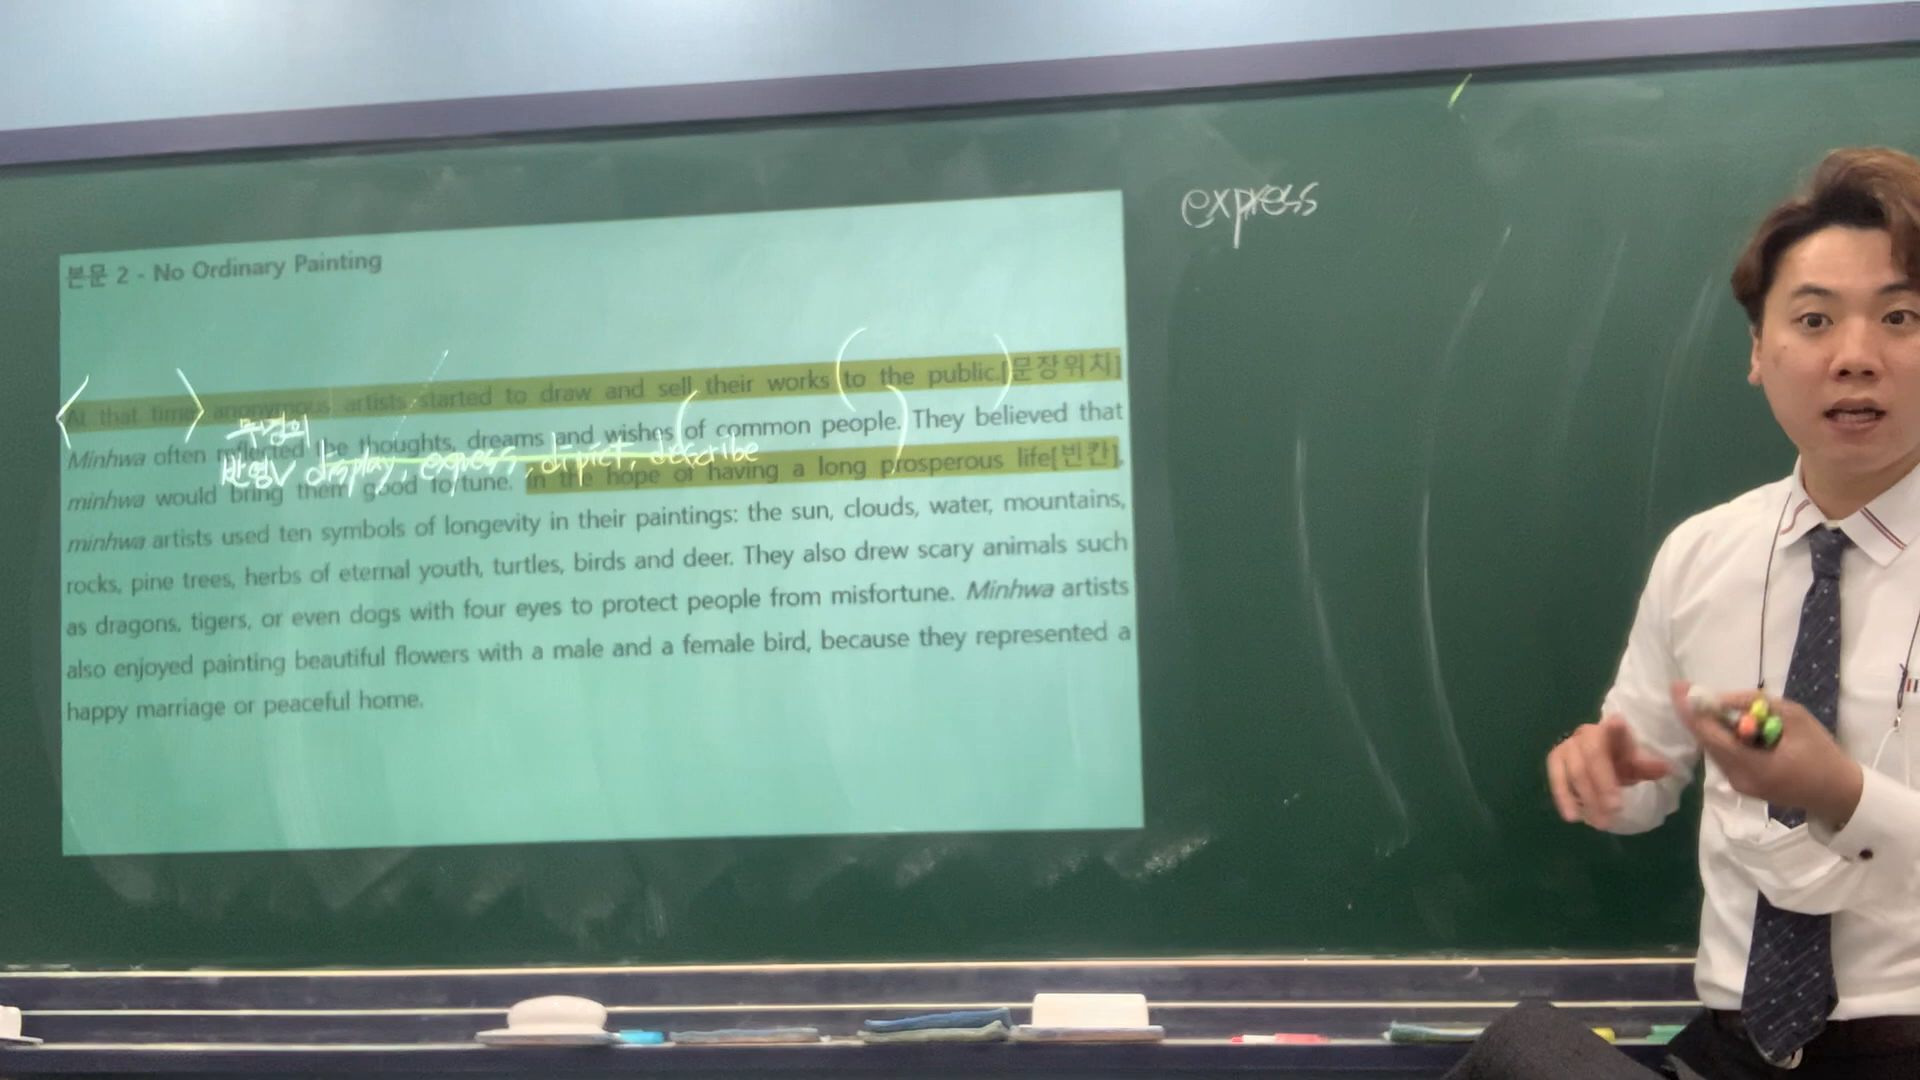 express
본문 2 - No Ordinary Painting
At that time, anonymous artists started to draw and sell their works to the public.[문장위치]
Minhwa often reflected the thoughts, dreams and wishes of common people. They believed that
display, express, dipict, describe
minhwa would bring them good fortune. In the hope of having a long prosperous life[빈칸],
minhwa artists used ten symbols of longevity in their paintings: the sun, clouds, water, mountains,
rocks, pine trees, herbs of eternal youth, turtles, birds and deer. They also drew scary animals such
as dragons, tigers, or even dogs with four eyes to protect people from misfortune. Minhwa artists
also enjoyed painting beautiful flowers with a male and a female bird, because they represented a
happy marriage or peaceful home.